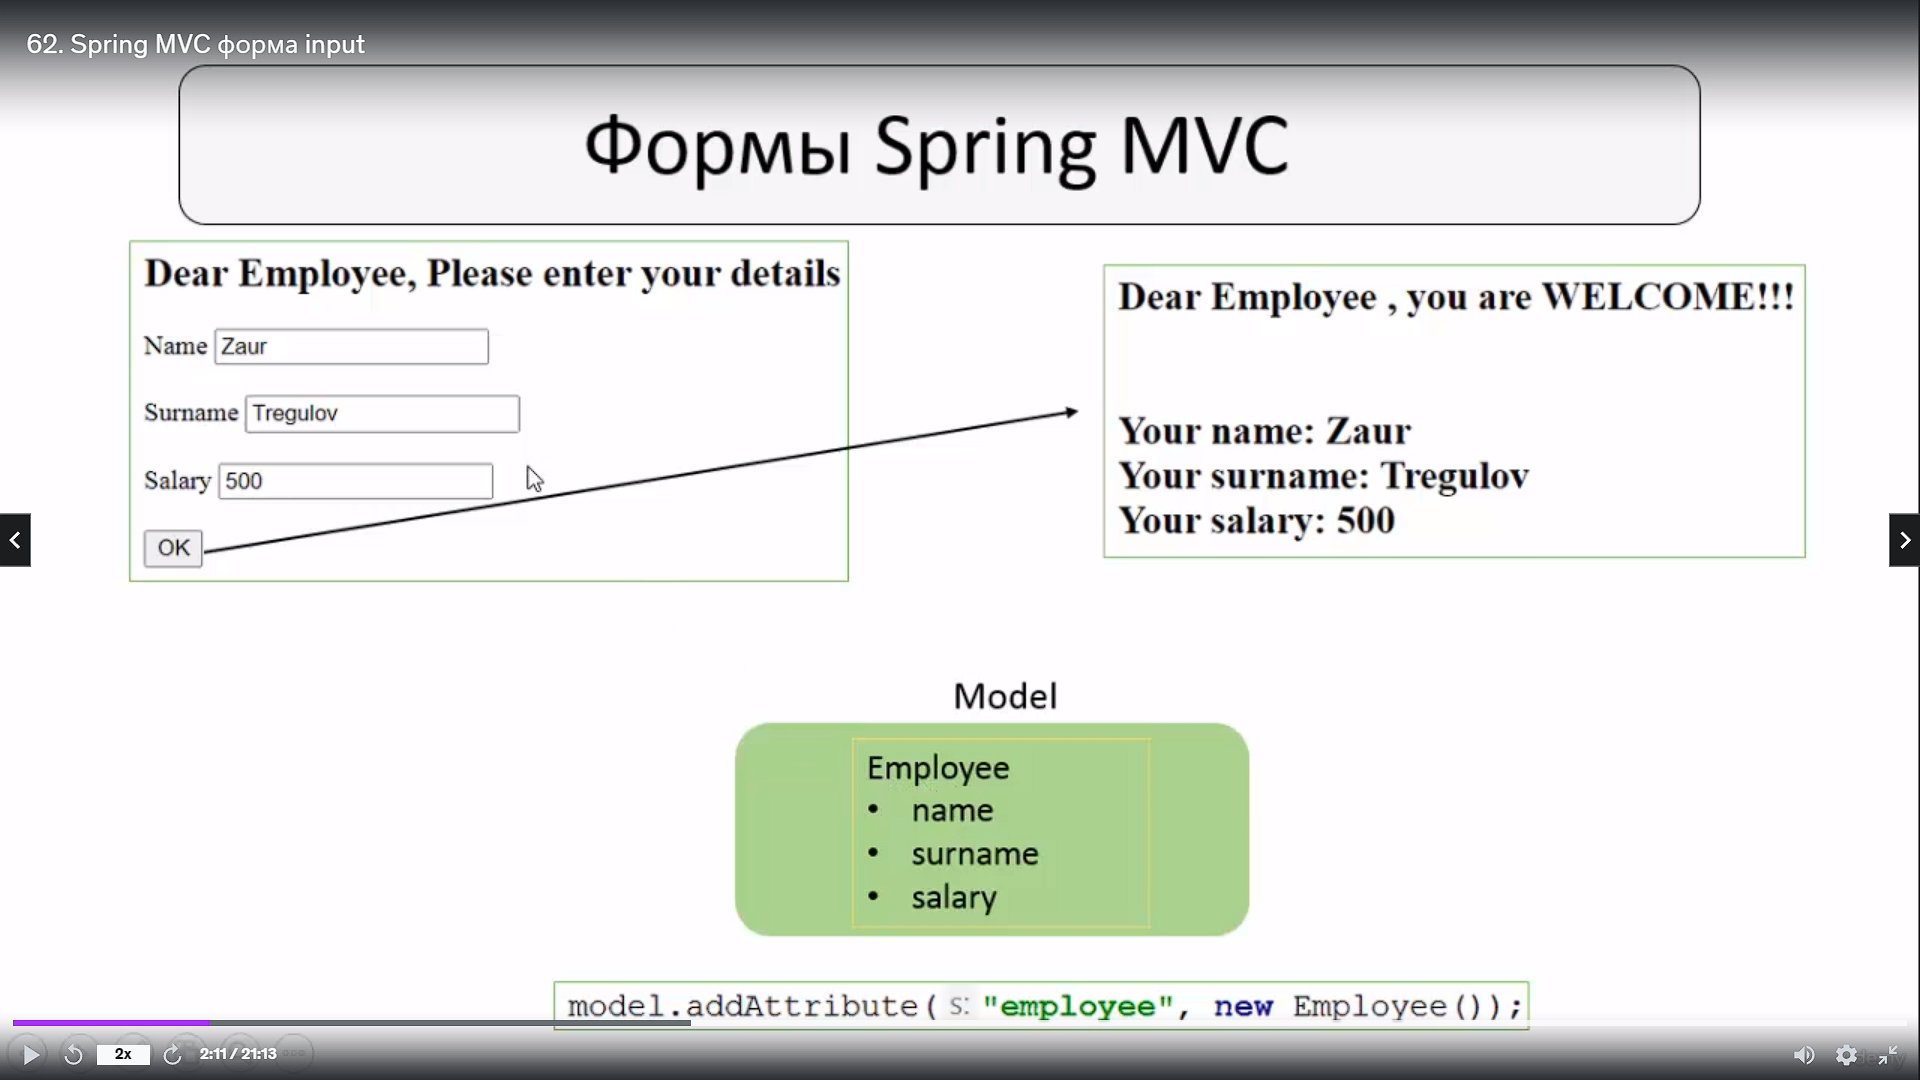 62. Spring MVC форма input
Формы Spring MVC
Dear Employee, Please enter your details
Name Zaur
Surname Tregulov
Salary 500
OK
Dear Employee , you are WELCOME!!!
Your name: Zaur
Your surname: Tregulov
Your salary: 500
Model
Employee
• name
• surname
• salary
model.addAttribute( s: "employee", new Employee());
2x
2:11 / 21:13